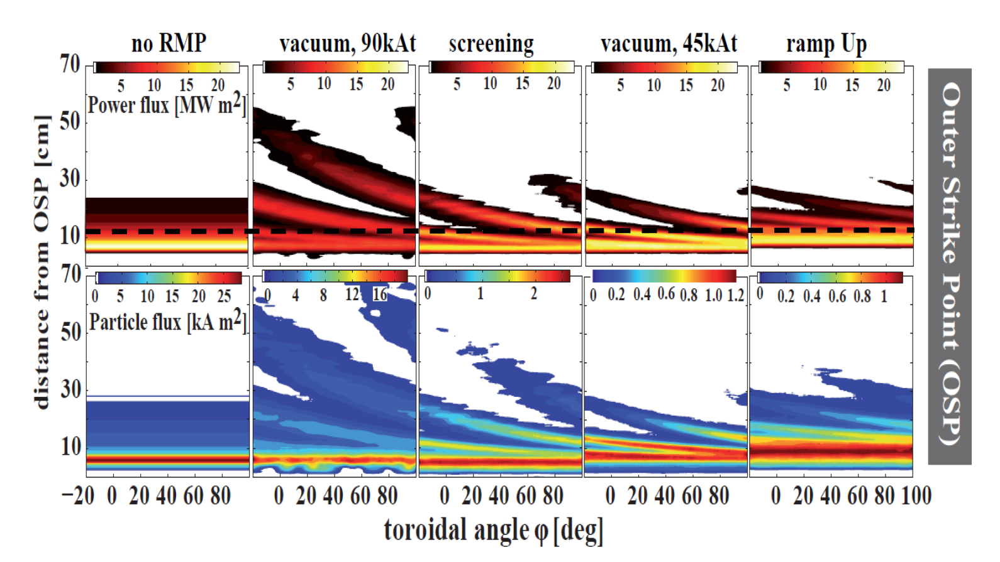 no RMP vacuum, 90kAt screening vacuum, 45kAt ramp Up
70
5 10 15 20 5 10 15 20 5 10 15 20 5 10 15 20 5 10 15 20
Power flux [MW m2]
50
30
10
distance from OSP [cm]
Outer Strike Point (OSP)
70
0 5 10 15 20 25 0 4 8 12 16 0 1 2 0 0.2 0.4 0.6 0.8 1.0 1.2 0 0.2 0.4 0.6 0.8 1
Particle flux [kA m2]
50
30
10
−20 0 20 40 60 80 0 20 40 60 80 0 20 40 60 80 0 20 40 60 80 0 20 40 60 80 100
toroidal angle φ [deg]